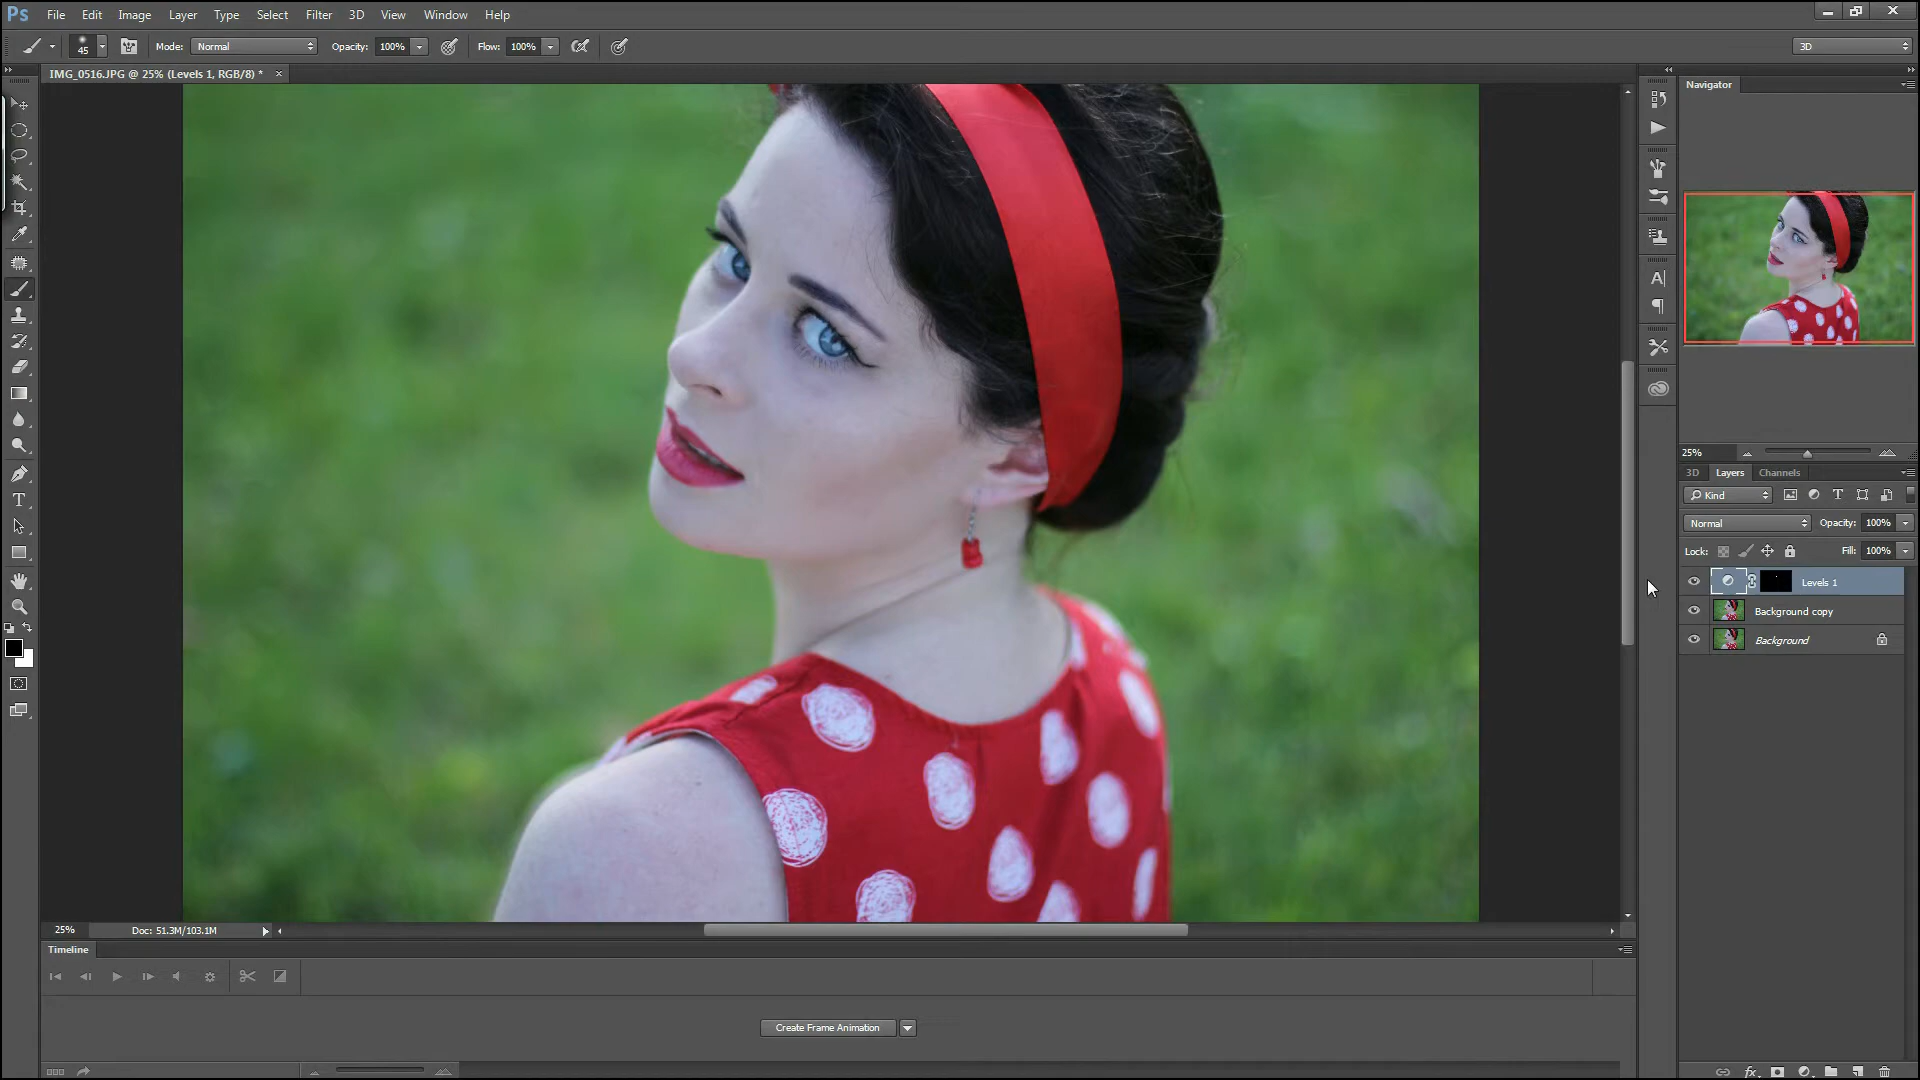 Ps File Edit Image Layer Type Select Filter 3D View Window Help
45 Mode: Normal Opacity: 100% Flow: 100% 3D
IMG_0516.JPG @ 25% (Levels 1, RGB/8) * ×
Navigator
25%
3D Layers Channels
Kind
Normal Opacity: 100%
Lock: Fill: 100%
Levels 1
Background copy
Background
25% Doc: 51.3M/103.1M
Timeline
Create Frame Animation